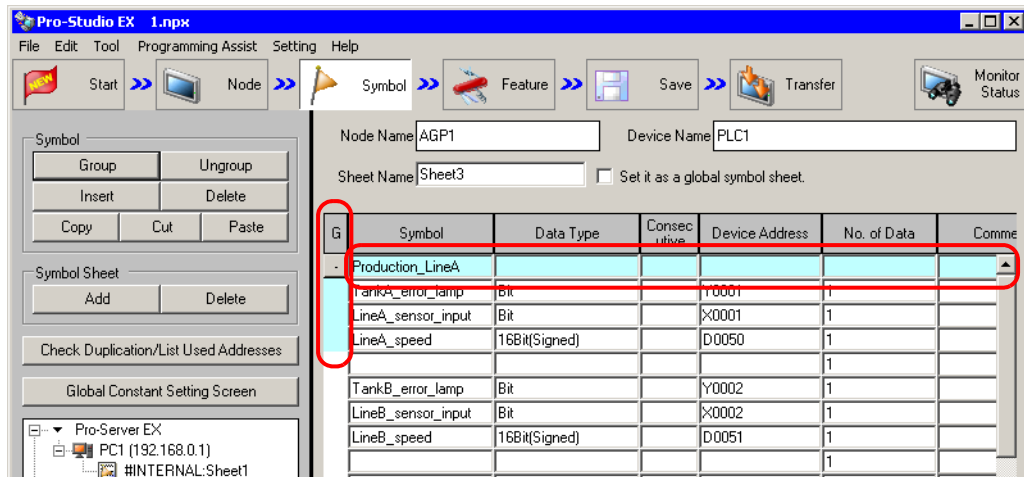 Pro-Studio EX 1.npx
File Edit Tool Programming Assist Setting Help
NEW Start Node Symbol Feature Save Transfer Monitor Status
Symbol
Group Ungroup
Insert Delete
Copy Cut Paste
Symbol Sheet
Add Delete
Check Duplication/List Used Addresses
Global Constant Setting Screen
Pro-Server EX
PC1 (192.168.0.1)
#INTERNAL:Sheet1
Node Name AGP1 Device Name PLC1
Sheet Name Sheet3 Set it as a global symbol sheet.
G Symbol Data Type Consec utive Device Address No. of Data Comme
- Production_LineA
TankA_error_lamp Bit Y0001 1
LineA_sensor_input Bit X0001 1
LineA_speed 16Bit(Signed) D0050 1
1
TankB_error_lamp Bit Y0002 1
LineB_sensor_input Bit X0002 1
LineB_speed 16Bit(Signed) D0051 1
1